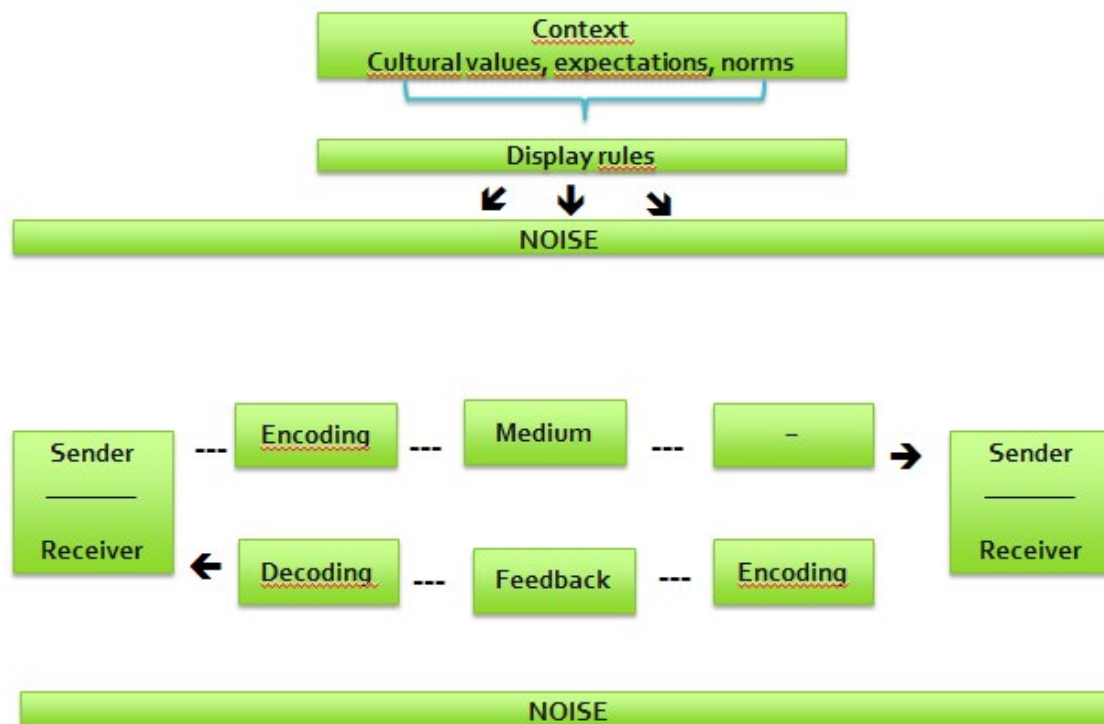 Context
Cultural values, expectations, norms
Display rules
NOISE
Sender
Receiver
--- Encoding --- Medium --- –
Sender
Receiver
Decoding --- Feedback --- Encoding
NOISE